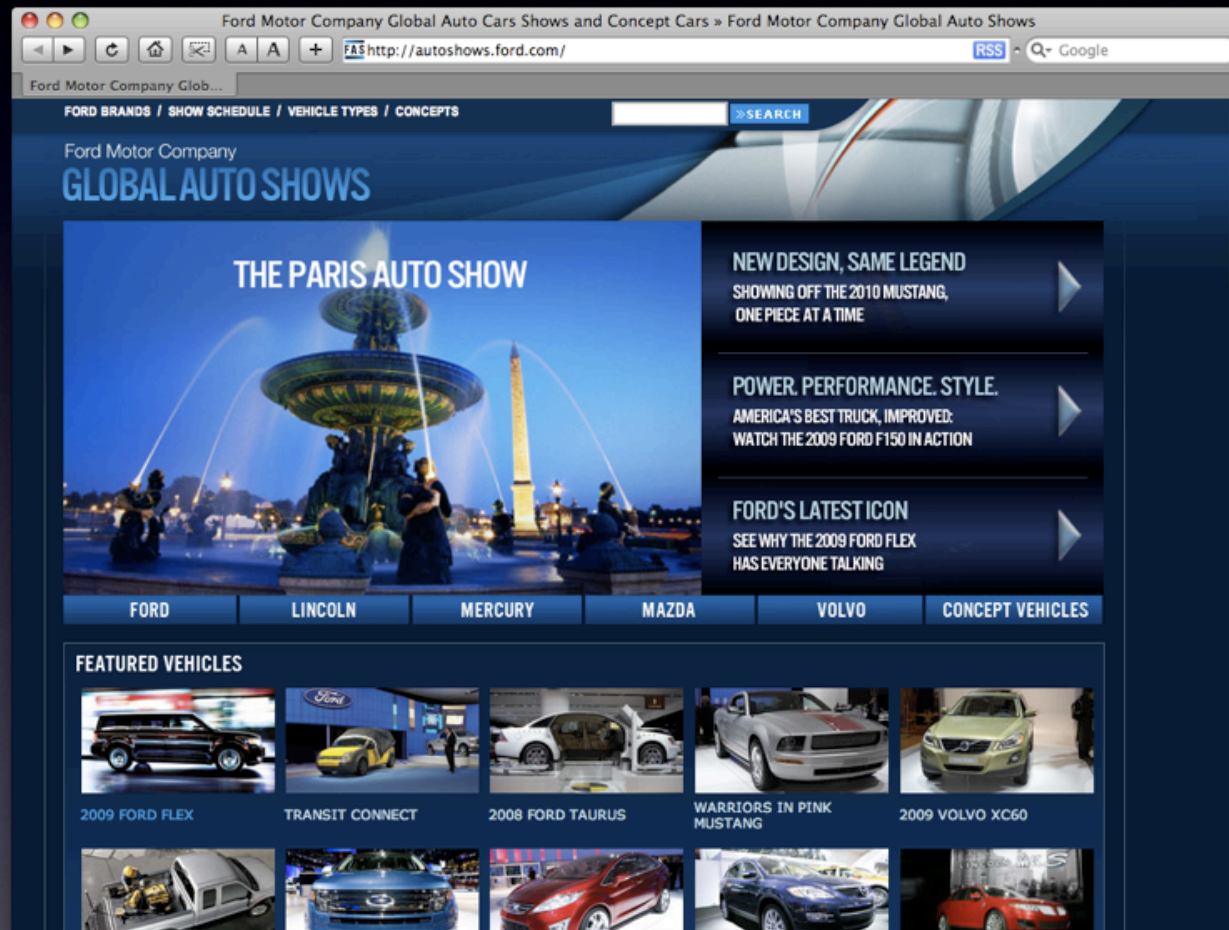 Ford Motor Company Global Auto Cars Shows and Concept Cars » Ford Motor Company Global Auto Shows
A A + FAS http://autoshows.ford.com/ RSS Google
Ford Motor Company Glob...
FORD BRANDS / SHOW SCHEDULE / VEHICLE TYPES / CONCEPTS
»SEARCH
Ford Motor Company
GLOBAL AUTO SHOWS
THE PARIS AUTO SHOW
NEW DESIGN, SAME LEGEND
SHOWING OFF THE 2010 MUSTANG,
ONE PIECE AT A TIME
POWER. PERFORMANCE. STYLE.
AMERICA'S BEST TRUCK, IMPROVED:
WATCH THE 2009 FORD F150 IN ACTION
FORD'S LATEST ICON
SEE WHY THE 2009 FORD FLEX
HAS EVERYONE TALKING
FORD LINCOLN MERCURY MAZDA VOLVO CONCEPT VEHICLES
FEATURED VEHICLES
Ford
2009 FORD FLEX
TRANSIT CONNECT
2008 FORD TAURUS
WARRIORS IN PINK
MUSTANG
2009 VOLVO XC60